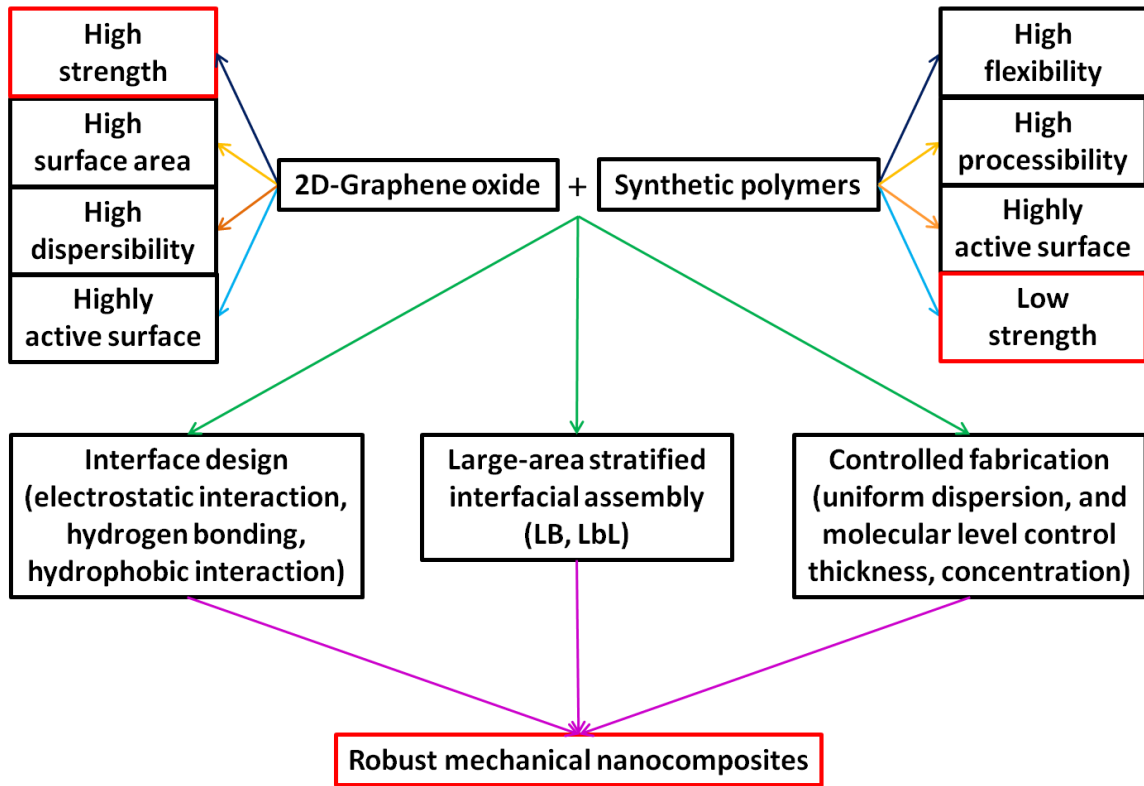 High
strength
High
surface area
High
dispersibility
Highly
active surface
2D-Graphene oxide + Synthetic polymers
High
flexibility
High
processibility
Highly
active surface
Low
strength
Interface design
(electrostatic interaction,
hydrogen bonding,
hydrophobic interaction)
Large-area stratified
interfacial assembly
(LB, LbL)
Controlled fabrication
(uniform dispersion, and
molecular level control
thickness, concentration)
Robust mechanical nanocomposites